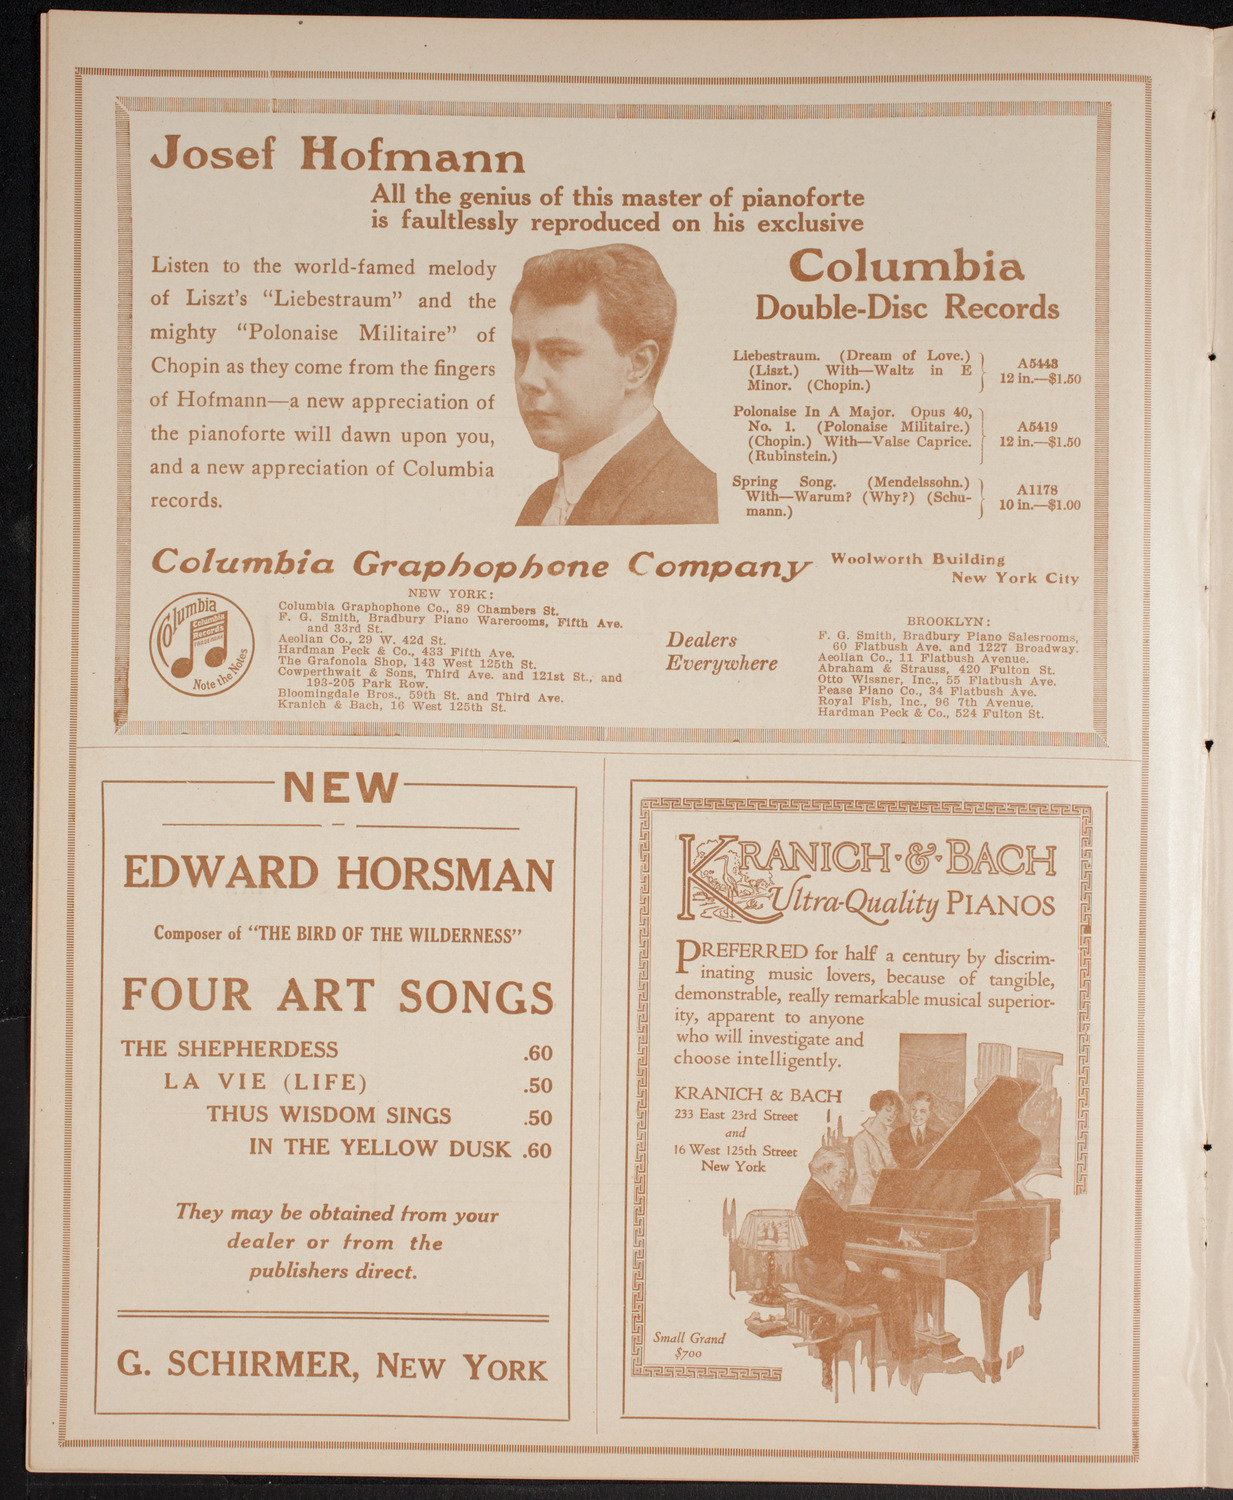 Josef Hofmann
All the genius of this master of pianoforte
is faultlessly reproduced on his exclusive
Listen to the world-famed melody
of Liszt's "Liebestraum" and the
mighty "Polonaise Militaire" of
Chopin as they come from the fingers
of Hofmann—a new appreciation of
the pianoforte will dawn upon you,
and a new appreciation of Columbia
records.
Columbia
Double-Disc Records
Liebestraum. (Dream of Love.)
(Liszt.) With—Waltz in E
Minor. (Chopin.)
A5443
12 in.—$1.50
Polonaise In A Major. Opus 40,
No. 1. (Polonaise Militaire.)
(Chopin.) With—Valse Caprice.
(Rubinstein.)
A5419
12 in.—$1.50
Spring Song. (Mendelssohn.)
With—Warum? (Why?) (Schu-
mann.)
A1178
10 in.—$1.00
Columbia Graphophone Company
Woolworth Building
New York City
Columbia
Columbia
Records
Note the Notes
NEW YORK:
Columbia Graphophone Co., 89 Chambers St.
F. G. Smith, Bradbury Piano Warerooms, Fifth Ave.
and 33rd St.
Aeolian Co., 29 W. 42d St.
Hardman Peck & Co., 433 Fifth Ave.
The Grafonola Shop, 143 West 125th St.
Cowperthwait & Sons, Third Ave. and 121st St., and
193-205 Park Row.
Bloomingdale Bros., 59th St. and Third Ave.
Kranich & Bach, 16 West 125th St.
Dealers
Everywhere
BROOKLYN:
F. G. Smith, Bradbury Piano Salesrooms,
60 Flatbush Ave. and 1227 Broadway.
Aeolian Co., 11 Flatbush Avenue.
Abraham & Strauss, 420 Fulton St.
Otto Wissner, Inc., 55 Flatbush Ave.
Pease Piano Co., 34 Flatbush Ave.
Royal Fish, Inc., 96 7th Avenue.
Hardman Peck & Co., 524 Fulton St.
NEW
EDWARD HORSMAN
Composer of "THE BIRD OF THE WILDERNESS"
FOUR ART SONGS
THE SHEPHERDESS .60
LA VIE (LIFE) .50
THUS WISDOM SINGS .50
IN THE YELLOW DUSK .60
They may be obtained from your
dealer or from the
publishers direct.
G. SCHIRMER, NEW YORK
KRANICH·&·BACH
Ultra-Quality PIANOS
PREFERRED for half a century by discrim-
inating music lovers, because of tangible,
demonstrable, really remarkable musical superior-
ity, apparent to anyone
who will investigate and
choose intelligently.
KRANICH & BACH
233 East 23rd Street
and
16 West 125th Street
New York
Small Grand
$700